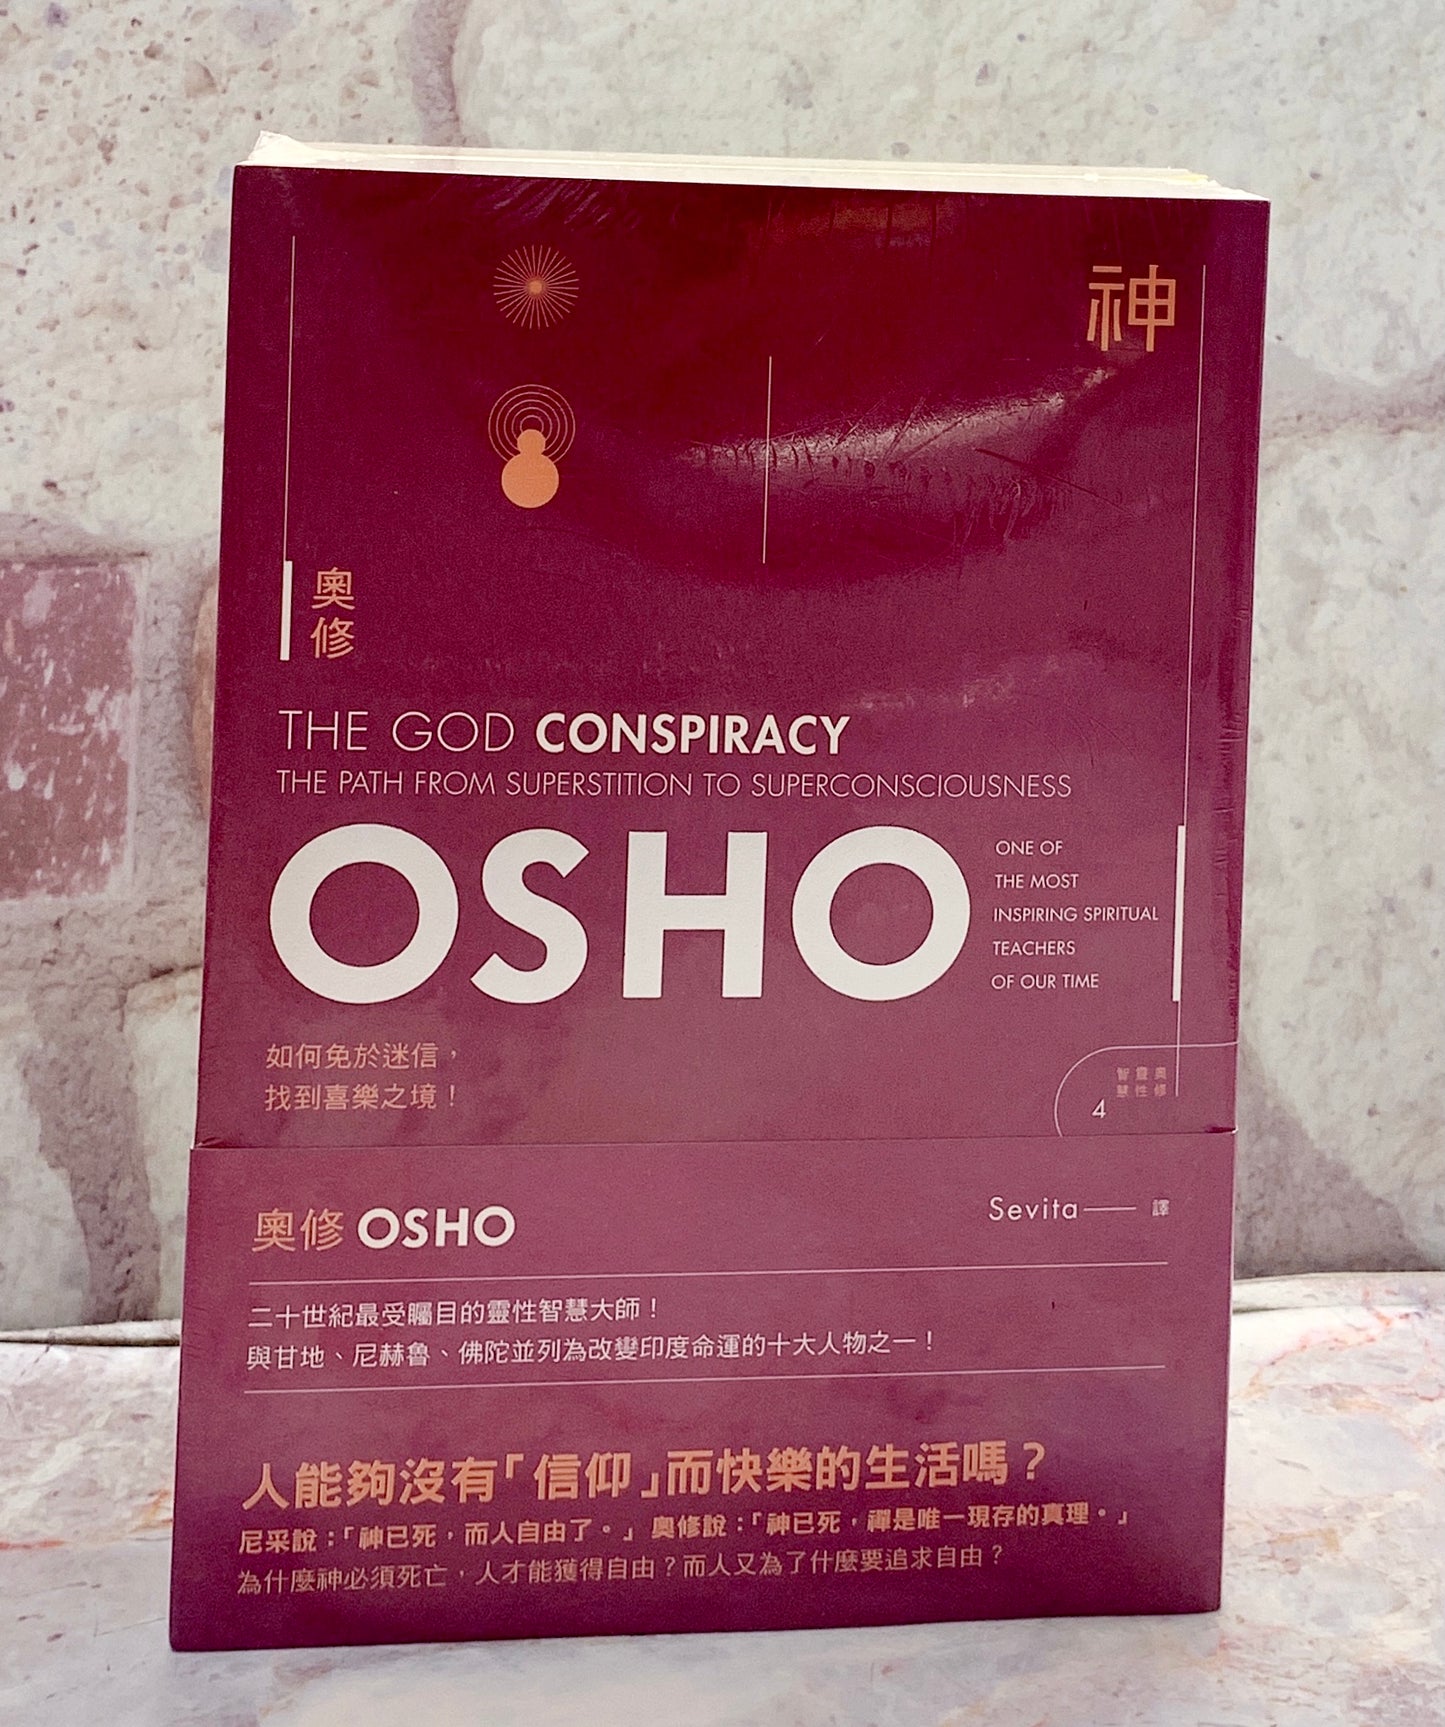 神
奧修
THE GOD CONSPIRACY
THE PATH FROM SUPERSTITION TO SUPERCONSCIOUSNESS
OSHO
ONE OF
THE MOST
INSPIRING SPIRITUAL
TEACHERS
OF OUR TIME
如何免於迷信，
找到喜樂之境！
奧修
靈性
智慧
4
奧修 OSHO
Sevita—— 譯
二十世紀最受矚目的靈性智慧大師！
與甘地、尼赫魯、佛陀並列為改變印度命運的十大人物之一！
人能夠沒有「信仰」而快樂的生活嗎？
尼采說：「神已死，而人自由了。」 奧修說：「神已死，禪是唯一現存的真理。」
為什麼神必須死亡，人才能獲得自由？而人又為了什麼要追求自由？